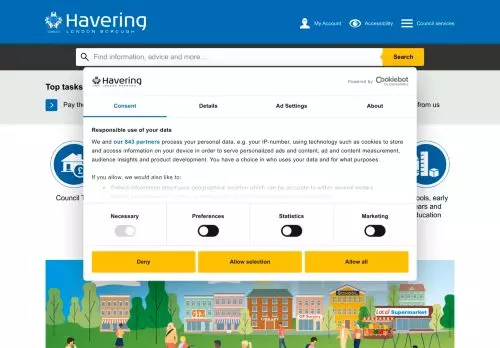 Havering
LONDON BOROUGH
My Account
Accessibility
Council services
Find information, advice and more...
Search
Top tasks
Pay the
from us
Havering
LONDON BOROUGH
Powered by Cookiebot
Consent
Details
Ad Settings
About
Responsible use of your data
We and our 843 partners process your personal data, e.g. your IP-number, using technology such as cookies to store
and access information on your device in order to serve personalized ads and content, ad and content measurement,
audience insights and product development. You have a choice in who uses your data and for what purposes.
If you allow, we would also like to:
Collect information about your geographical location which can be accurate to within several meters
Necessary
Preferences
Statistics
Marketing
Deny
Allow selection
Allow all
Council T
ols, early
ars and
ducation
GYM
GP Surgery
Local Supermarket